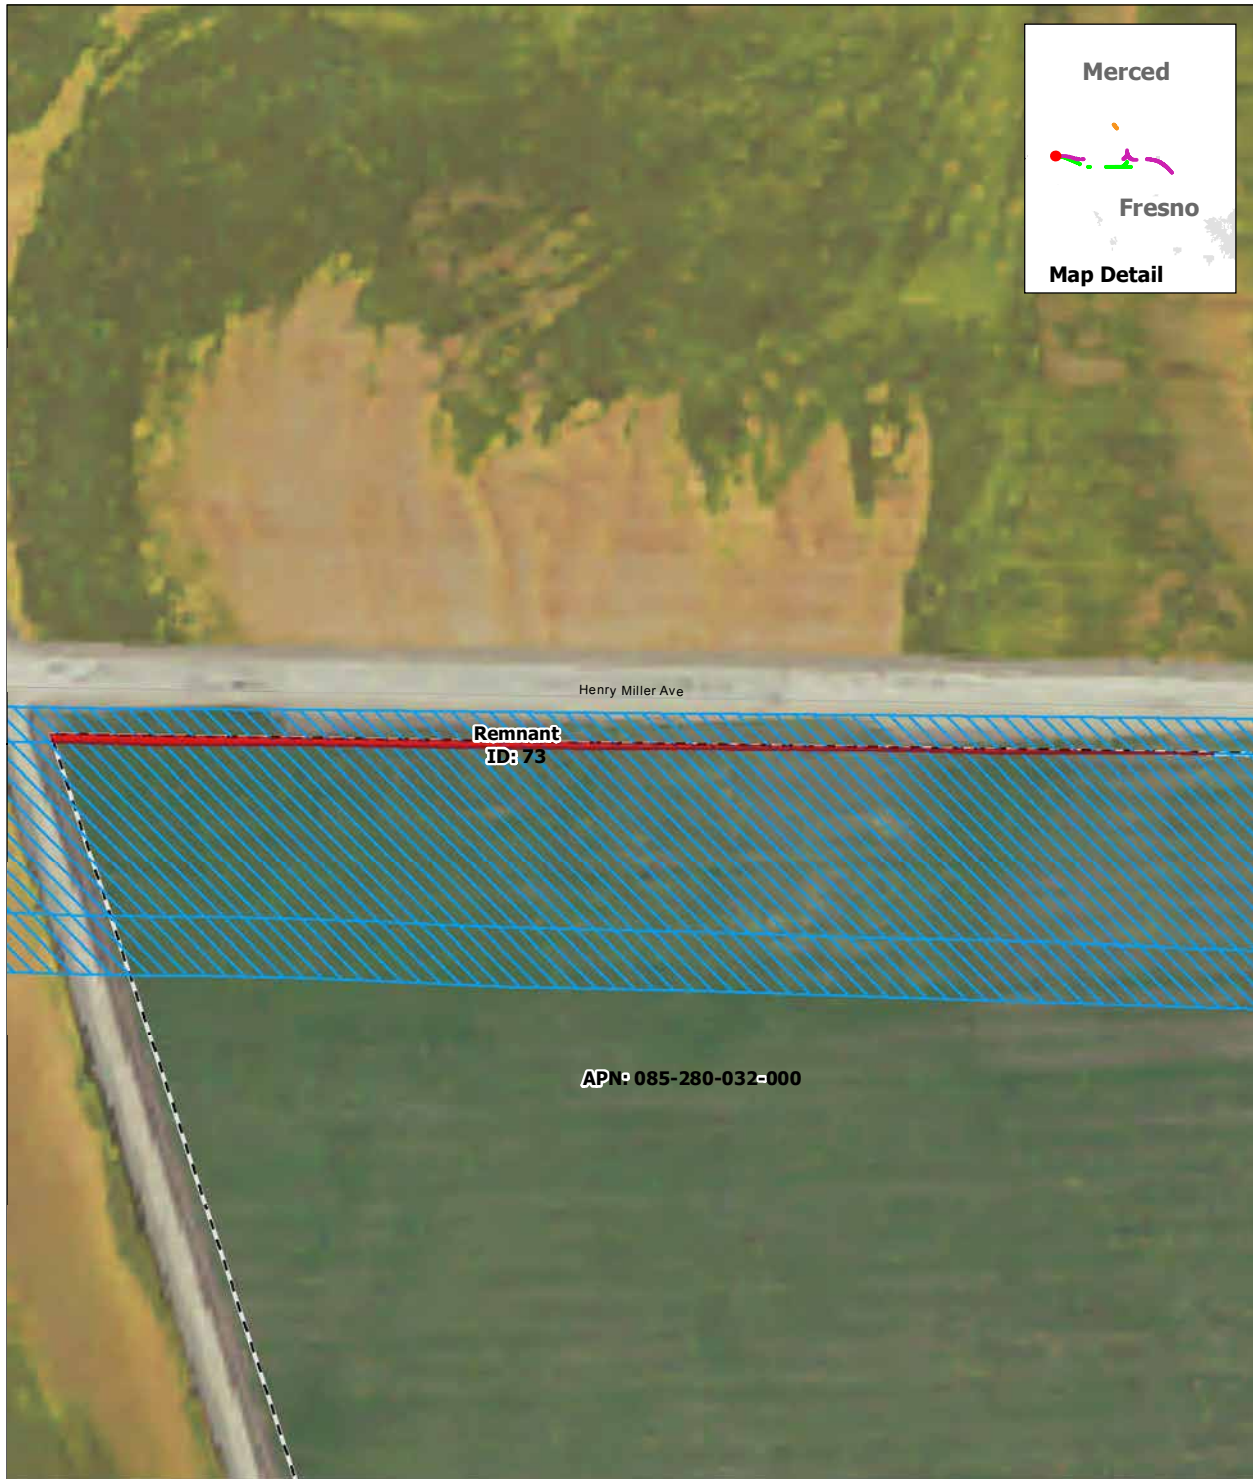 Merced
Fresno
Map Detail
Henry Miller Ave
Remnant
ID: 73
APN: 085-280-032-000